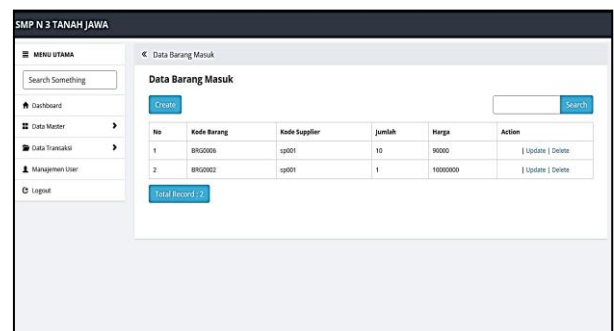 SMP N 3 TANAH JAWA
MENU UTAMA
Search Something
Dashboard
Data Master
Data Transaksi
Manajemen User
Logout
Data Barang Masuk
Data Barang Masuk
Create
Search
No Kode Barang Kode Supplier Jumlah Harga Action
1 BRG0006 sp001 10 90000 | Update | Delete
2 BRG0002 sp001 1 10000000 | Update | Delete
Total Record : 2